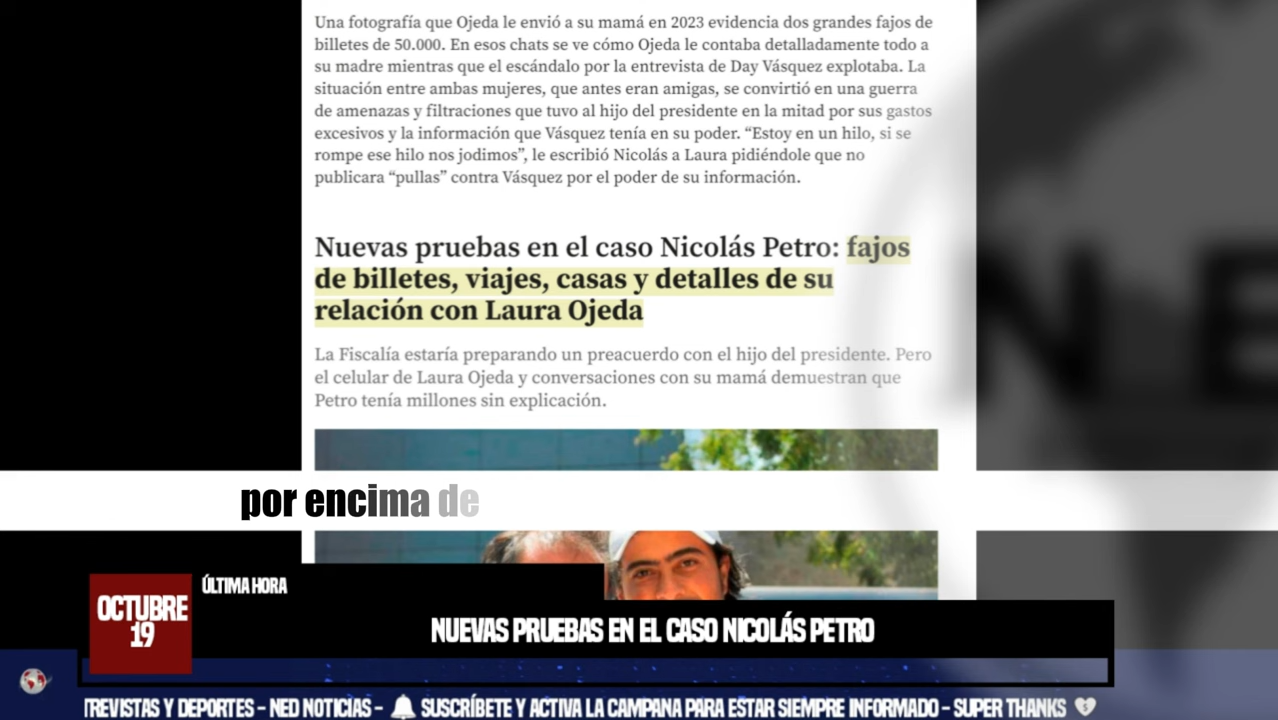 Una fotografía que Ojeda le envió a su mamá en 2023 evidencia dos grandes fajos de
billetes de 50.000. En esos chats se ve cómo Ojeda le contaba detalladamente todo a
su madre mientras que el escándalo por la entrevista de Day Vásquez explotaba. La
situación entre ambas mujeres, que antes eran amigas, se convirtió en una guerra
de amenazas y filtraciones que tuvo al hijo del presidente en la mitad por sus gastos
excesivos y la información que Vásquez tenía en su poder. “Estoy en un hilo, si se
rompe ese hilo nos jodimos”, le escribió Nicolás a Laura pidiéndole que no
publicara “pullas” contra Vásquez por el poder de su información.
Nuevas pruebas en el caso Nicolás Petro: fajos
de billetes, viajes, casas y detalles de su
relación con Laura Ojeda
La Fiscalía estaría preparando un preacuerdo con el hijo del presidente. Pero
el celular de Laura Ojeda y conversaciones con su mamá demuestran que
Petro tenía millones sin explicación.
NE
por encima de
ÚLTIMA HORA
OCTUBRE
19
NUEVAS PRUEBAS EN EL CASO NICOLÁS PETRO
TREVISTAS Y DEPORTES - NED NOTICIAS - SUSCRÍBETE Y ACTIVA LA CAMPANA PARA ESTAR SIEMPRE INFORMADO - SUPER THANKS